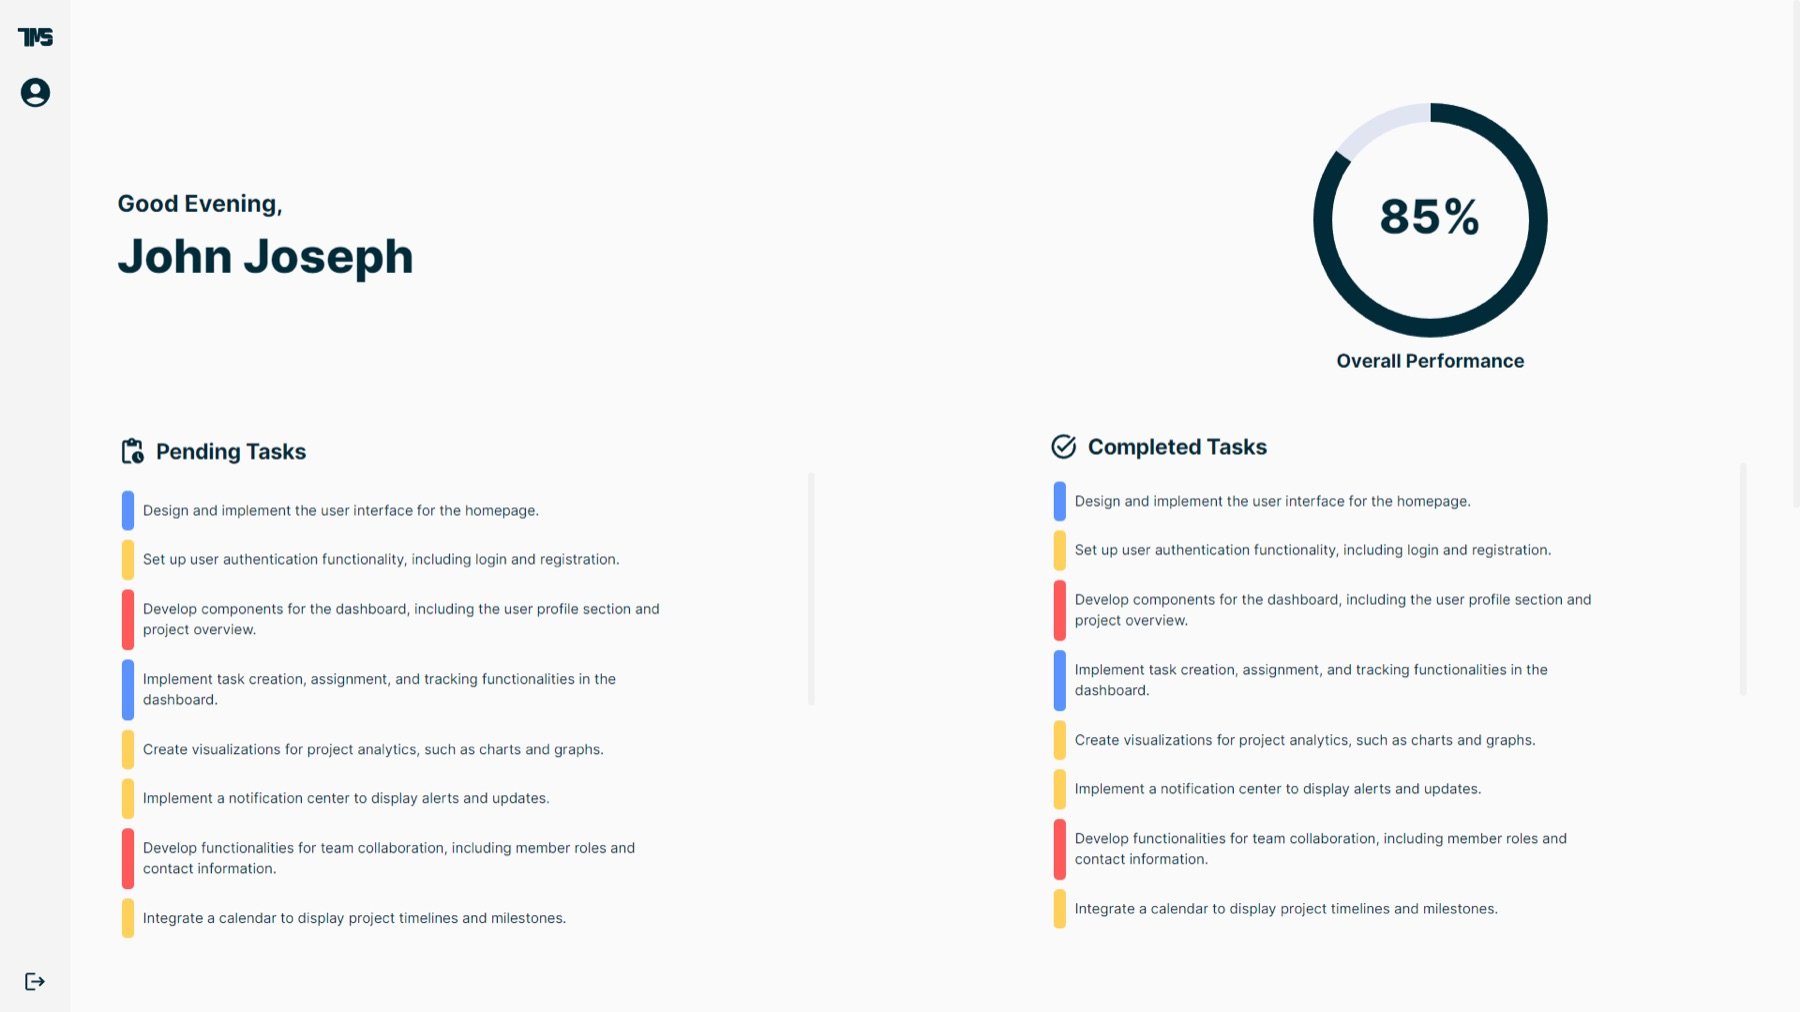 TMS
Good Evening,
John Joseph
85%
Overall Performance
Pending Tasks
Design and implement the user interface for the homepage.
Set up user authentication functionality, including login and registration.
Develop components for the dashboard, including the user profile section and
project overview.
Implement task creation, assignment, and tracking functionalities in the
dashboard.
Create visualizations for project analytics, such as charts and graphs.
Implement a notification center to display alerts and updates.
Develop functionalities for team collaboration, including member roles and
contact information.
Integrate a calendar to display project timelines and milestones.
Completed Tasks
Design and implement the user interface for the homepage.
Set up user authentication functionality, including login and registration.
Develop components for the dashboard, including the user profile section and
project overview.
Implement task creation, assignment, and tracking functionalities in the
dashboard.
Create visualizations for project analytics, such as charts and graphs.
Implement a notification center to display alerts and updates.
Develop functionalities for team collaboration, including member roles and
contact information.
Integrate a calendar to display project timelines and milestones.